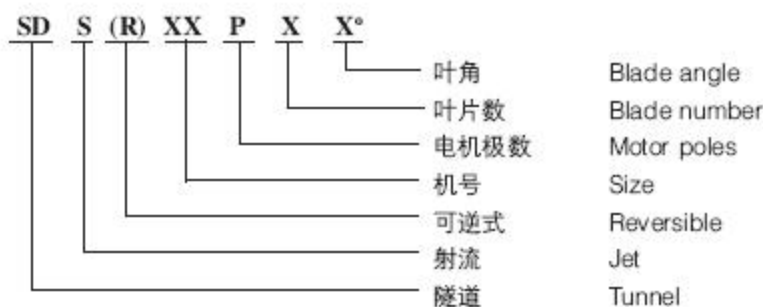 SD S (R) XX P X X°
叶角 Blade angle
叶片数 Blade number
电机极数 Motor poles
机号 Size
可逆式 Reversible
射流 Jet
隧道 Tunnel